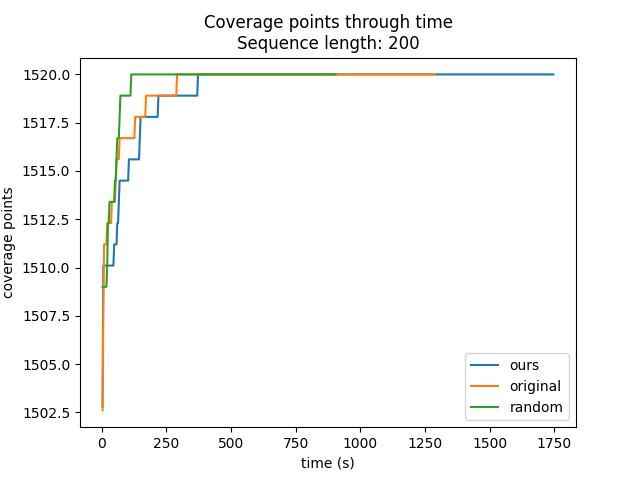 Coverage points through time
Sequence length: 200
coverage points
1520.0
1517.5
1515.0
1512.5
1510.0
1507.5
1505.0
1502.5
0 250 500 750 1000 1250 1500 1750
time (s)
ours
original
random